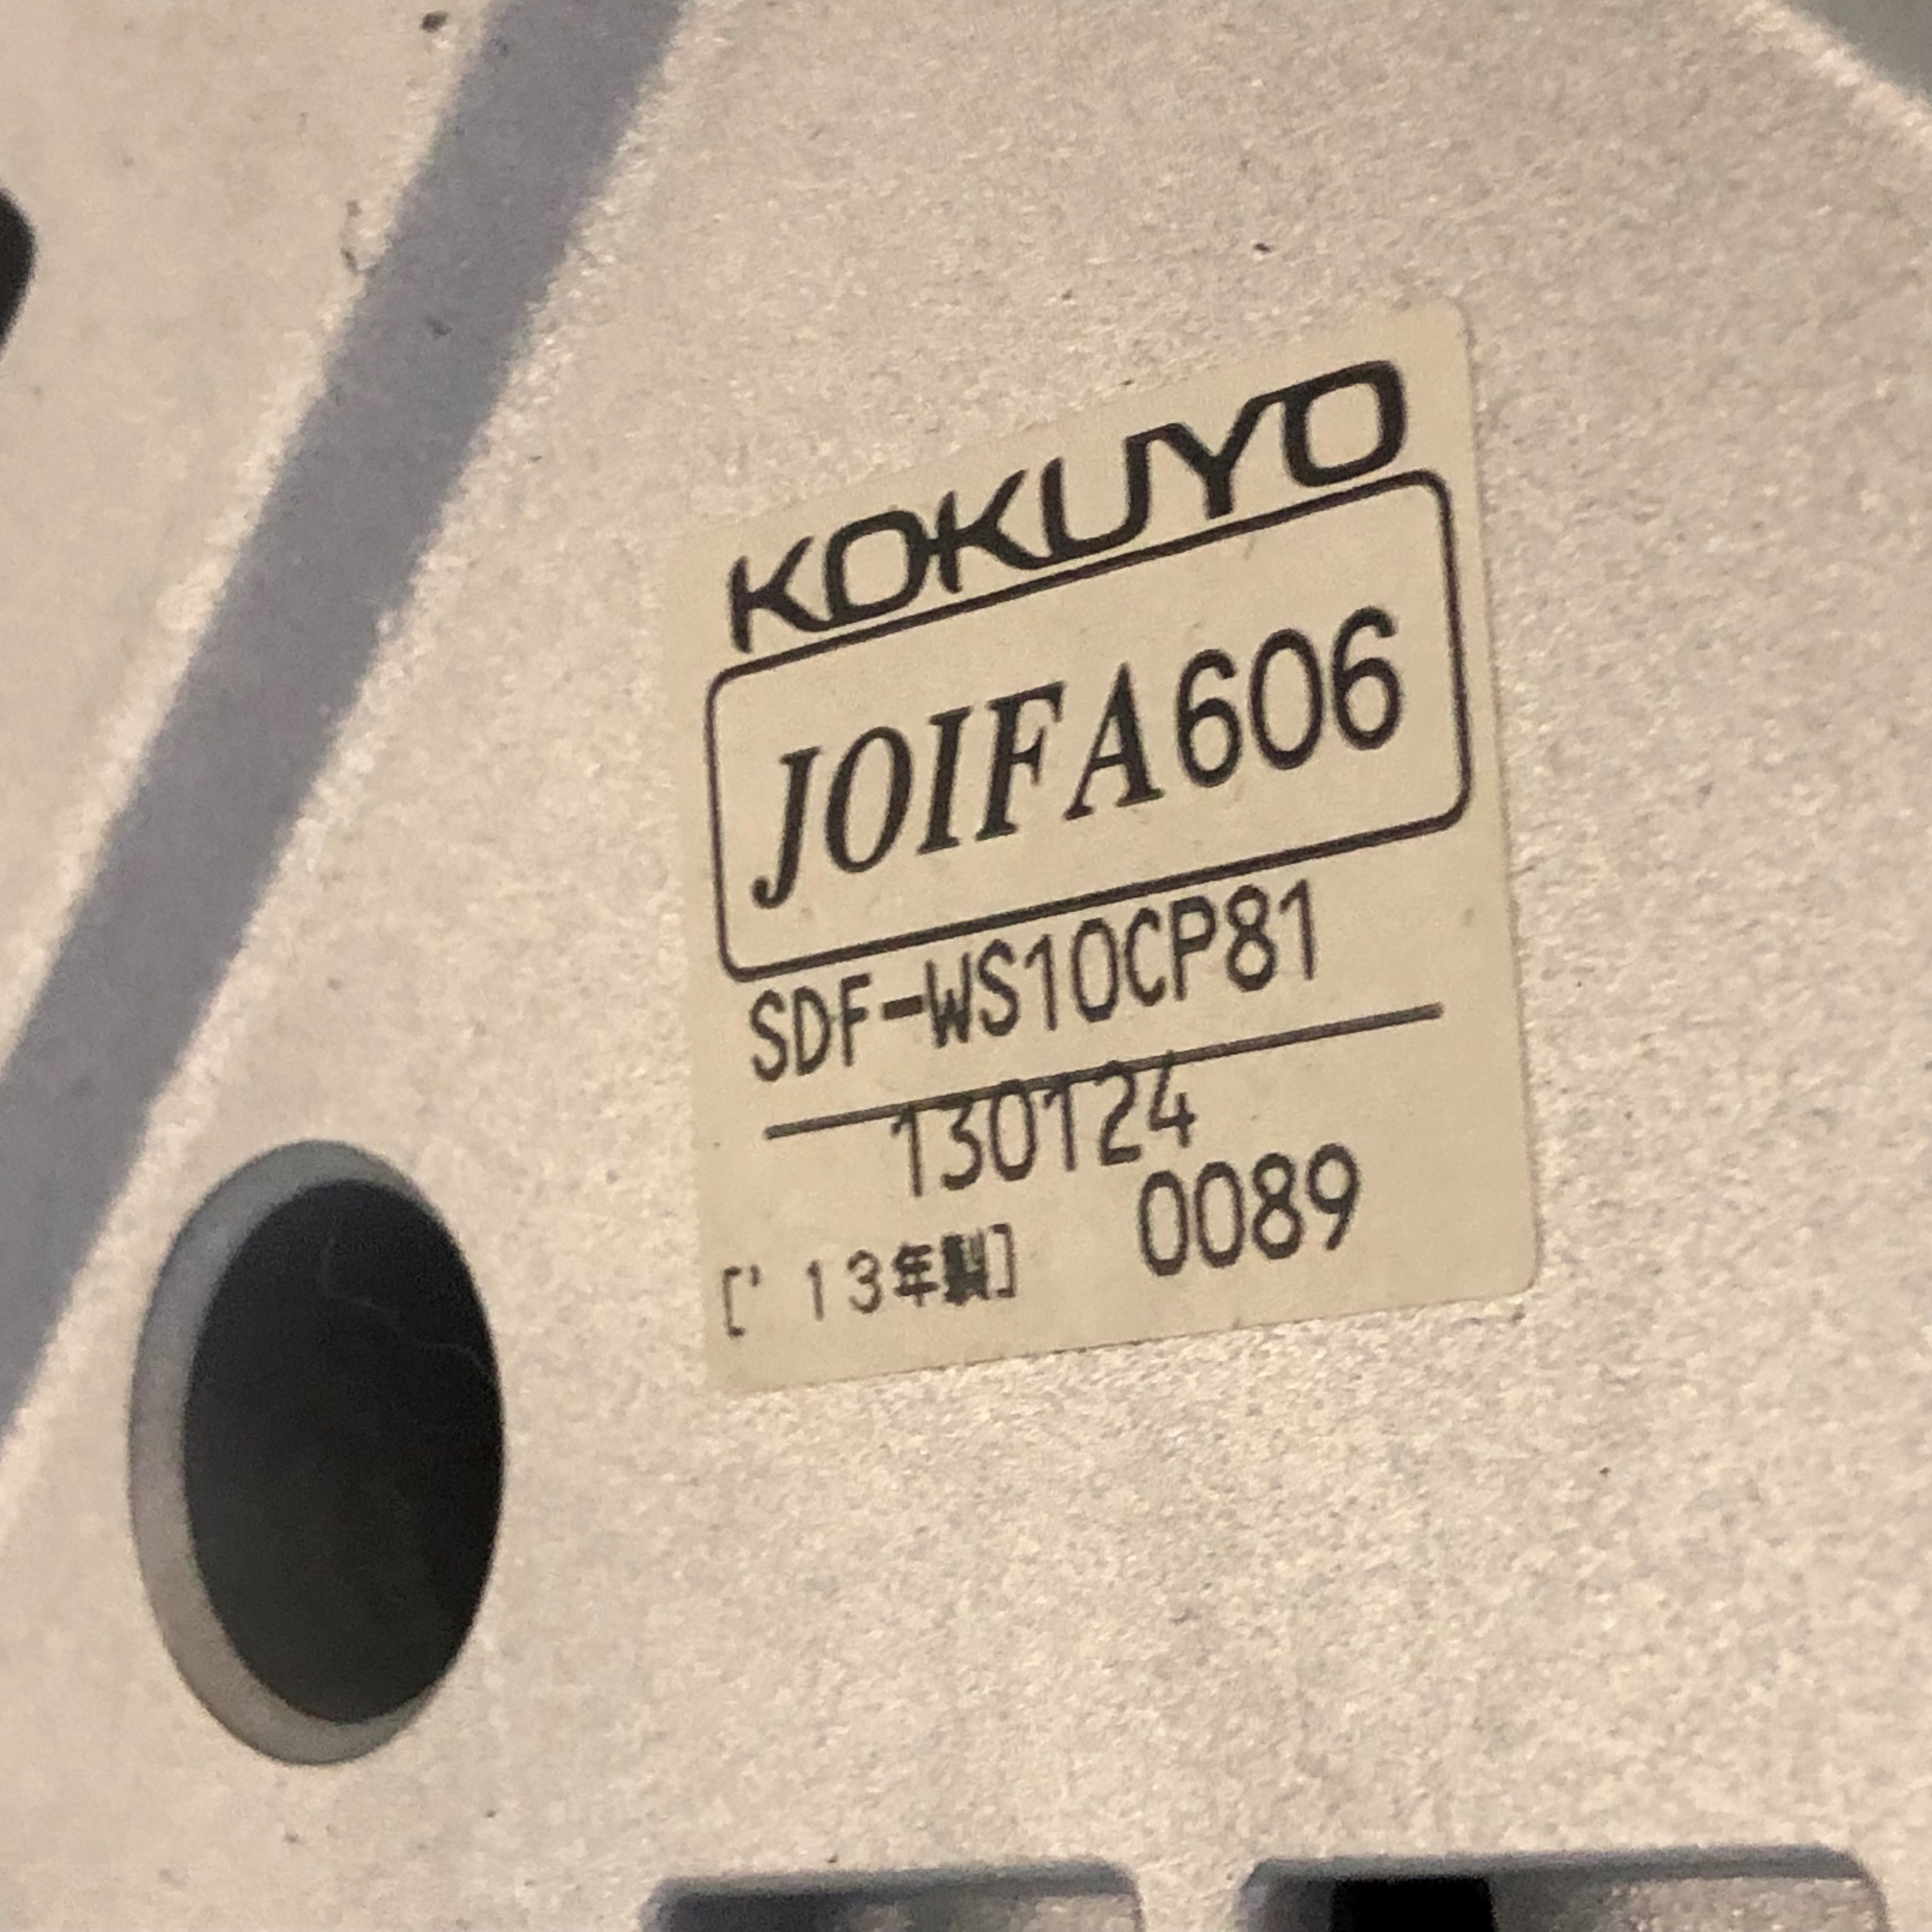 KOKUYO
JOIFA606
SDF-WS10CP81
130124
0089
['13年製]